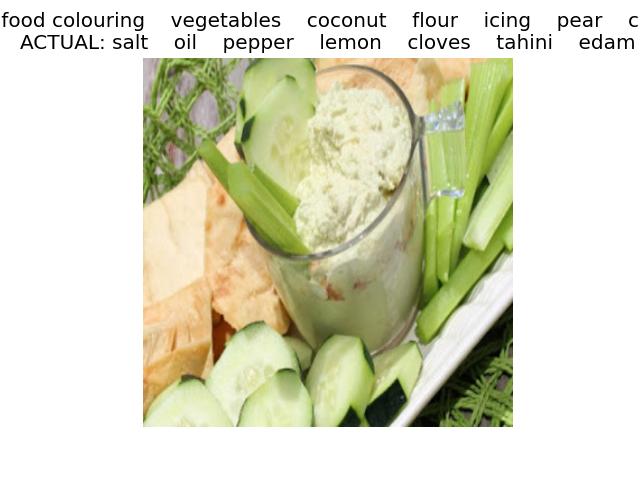 food colouring vegetables coconut flour icing pear c
ACTUAL: salt oil pepper lemon cloves tahini edam